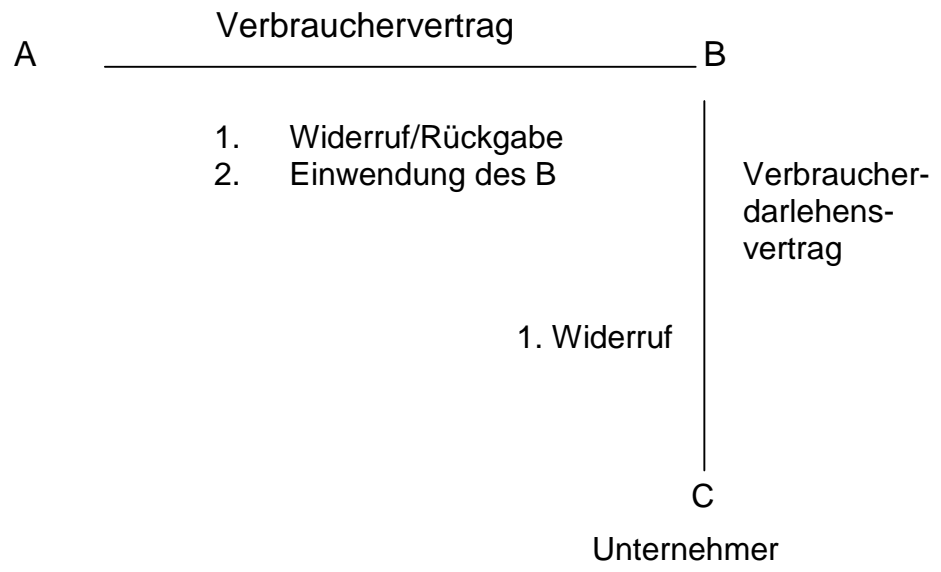 Verbrauchervertrag
A B
1. Widerruf/Rückgabe
2. Einwendung des B
Verbraucher-
darlehens-
vertrag
1. Widerruf
C
Unternehmer